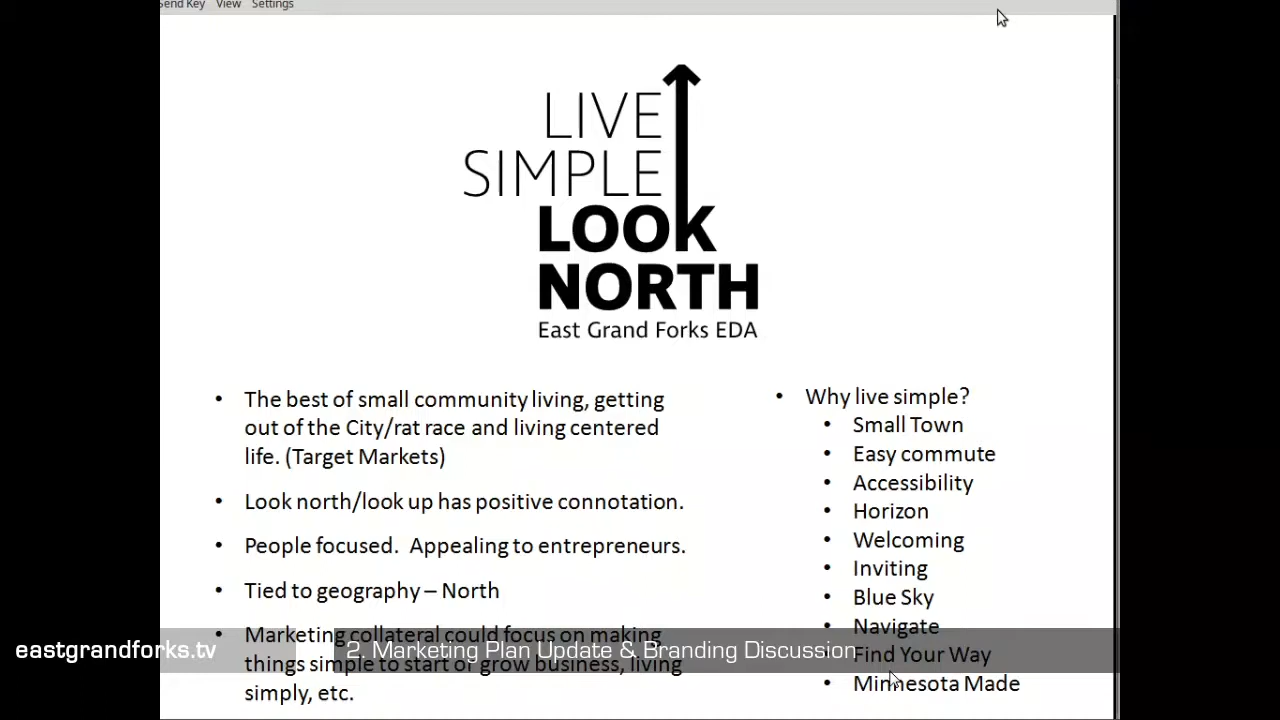 Send Key View Settings
LIVE
SIMPLE
LOOK
NORTH
East Grand Forks EDA
• The best of small community living, getting
out of the City/rat race and living centered
life. (Target Markets)
• Look north/look up has positive connotation.
• People focused. Appealing to entrepreneurs.
• Tied to geography – North
• Marketing collateral could focus on making
things simple to start or grow business, living
simply, etc.
• Why live simple?
• Small Town
• Easy commute
• Accessibility
• Horizon
• Welcoming
• Inviting
• Blue Sky
• Navigate
• Find Your Way
• Minnesota Made
eastgrandforks.tv
2. Marketing Plan Update & Branding Discussion